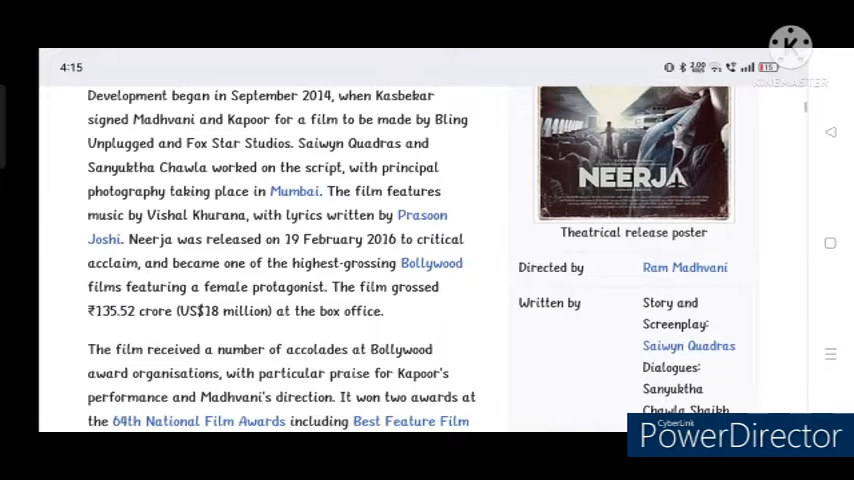 4:15
2.00
15
KINEMASTER
Development began in September 2014, when Kasbekar
signed Madhvani and Kapoor for a film to be made by Bling
Unplugged and Fox Star Studios. Saiwyn Quadras and
Sanyuktha Chawla worked on the script, with principal
photography taking place in Mumbai. The film features
music by Vishal Khurana, with lyrics written by Prasoon
Joshi. Neerja was released on 19 February 2016 to critical
acclaim, and became one of the highest-grossing Bollywood
films featuring a female protagonist. The film grossed
₹135.52 crore (US$18 million) at the box office.
The film received a number of accolades at Bollywood
award organisations, with particular praise for Kapoor's
performance and Madhvani's direction. It won two awards at
the 64th National Film Awards including Best Feature Film
NEERJA
Theatrical release poster
Directed by
Ram Madhvani
Written by
Story and
Screenplay:
Saiwyn Quadras
Dialogues:
Sanyuktha
Chawla Shaikh
CyberLink
PowerDirector